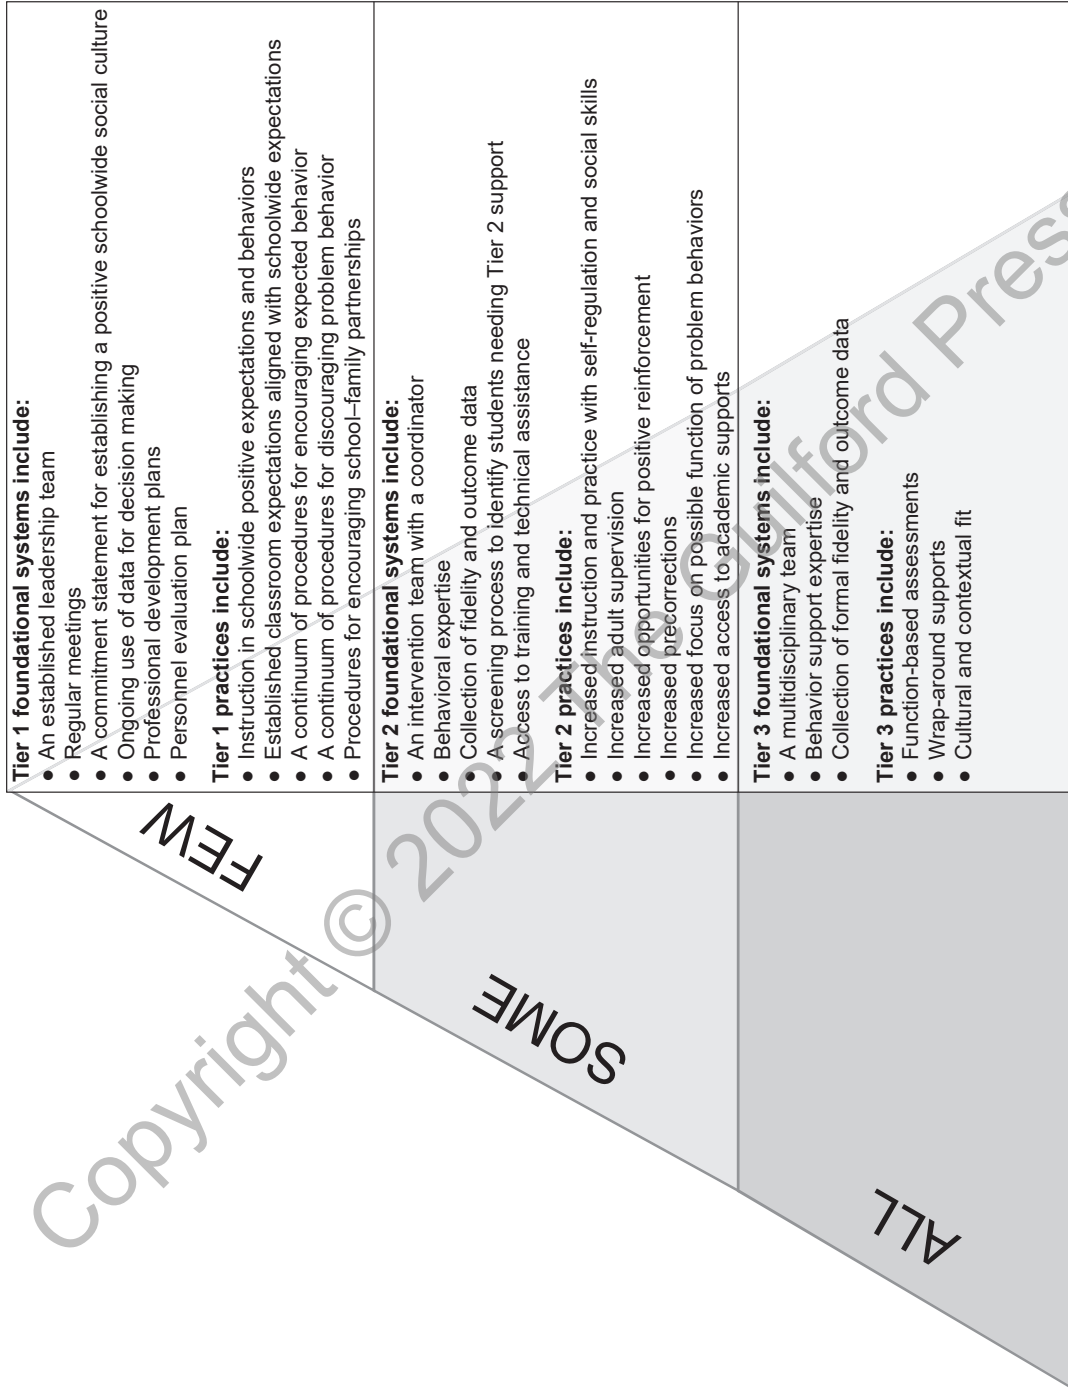 Tier 1 foundational systems include:
● An established leadership team
● Regular meetings
● A commitment statement for establishing a positive schoolwide social culture
● Ongoing use of data for decision making
● Professional development plans
● Personnel evaluation plan
Tier 1 practices include:
● Instruction in schoolwide positive expectations and behaviors
● Established classroom expectations aligned with schoolwide expectations
● A continuum of procedures for encouraging expected behavior
● A continuum of procedures for discouraging problem behavior
● Procedures for encouraging school–family partnerships
Tier 2 foundational systems include:
● An intervention team with a coordinator
● Behavioral expertise
● Collection of fidelity and outcome data
● A screening process to identify students needing Tier 2 support
● Access to training and technical assistance
Tier 2 practices include:
● Increased instruction and practice with self-regulation and social skills
● Increased adult supervision
● Increased opportunities for positive reinforcement
● Increased precorrections
● Increased focus on possible function of problem behaviors
● Increased access to academic supports
Tier 3 foundational systems include:
● A multidisciplinary team
● Behavior support expertise
● Collection of formal fidelity and outcome data
Tier 3 practices include:
● Function-based assessments
● Wrap-around supports
● Cultural and contextual fit
FEW
SOME
ALL
Copyright © 2022 The Guilford Press